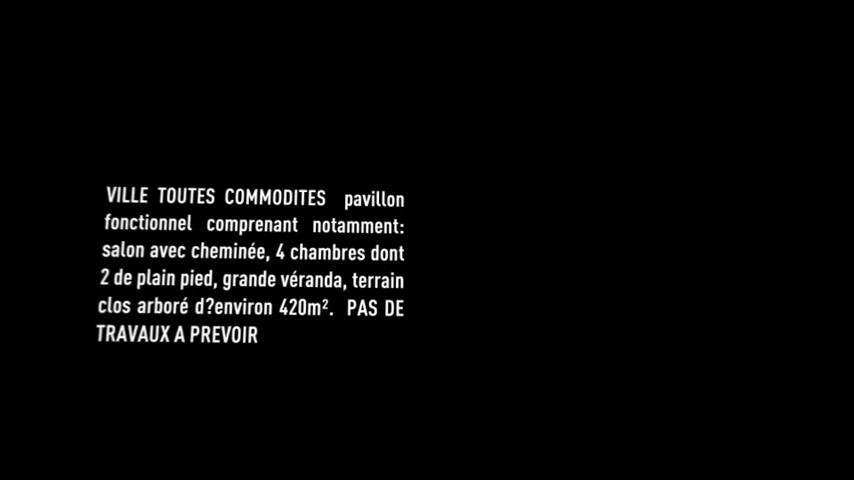 VILLE TOUTES COMMODITES pavillon
fonctionnel comprenant notamment:
salon avec cheminée, 4 chambres dont
2 de plain pied, grande véranda, terrain
clos arboré d?environ 420m². PAS DE
TRAVAUX A PREVOIR